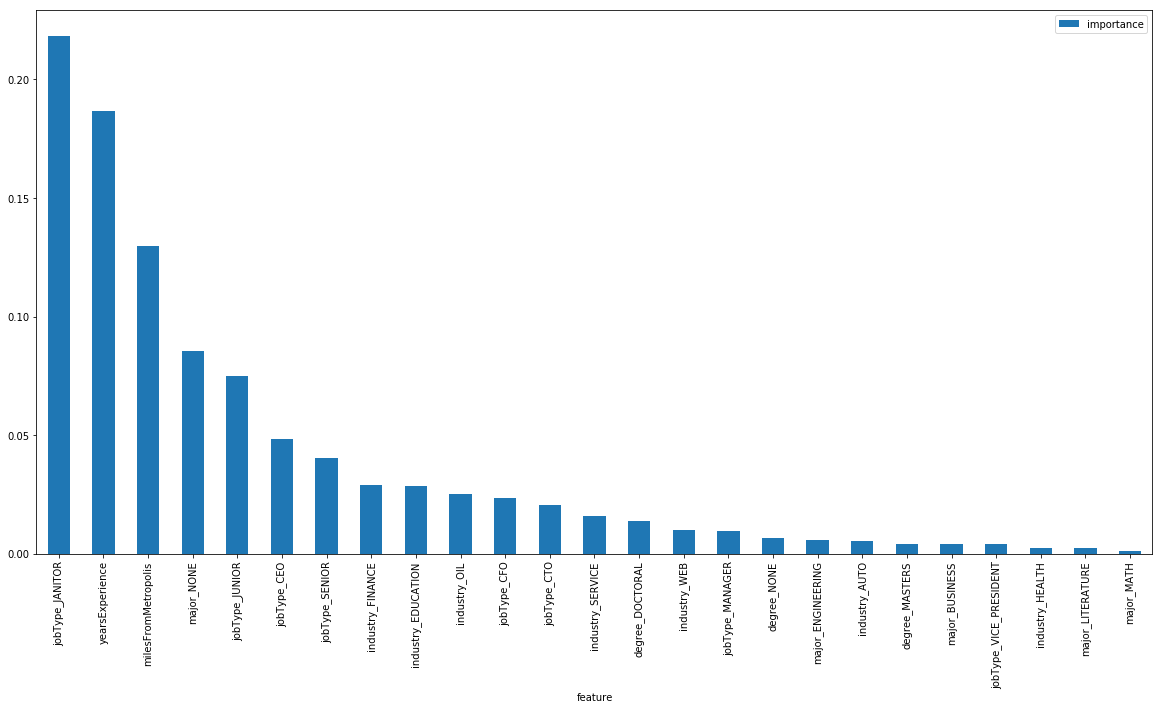 importance
0.20
0.15
0.10
0.05
0.00
jobType_JANITOR
yearsExperience
milesFromMetropolis
major_NONE
jobType_JUNIOR
jobType_CEO
jobType_SENIOR
industry_FINANCE
industry_EDUCATION
industry_OIL
jobType_CFO
jobType_CTO
industry_SERVICE
degree_DOCTORAL
industry_WEB
jobType_MANAGER
degree_NONE
major_ENGINEERING
industry_AUTO
degree_MASTERS
major_BUSINESS
jobType_VICE_PRESIDENT
industry_HEALTH
major_LITERATURE
major_MATH
feature